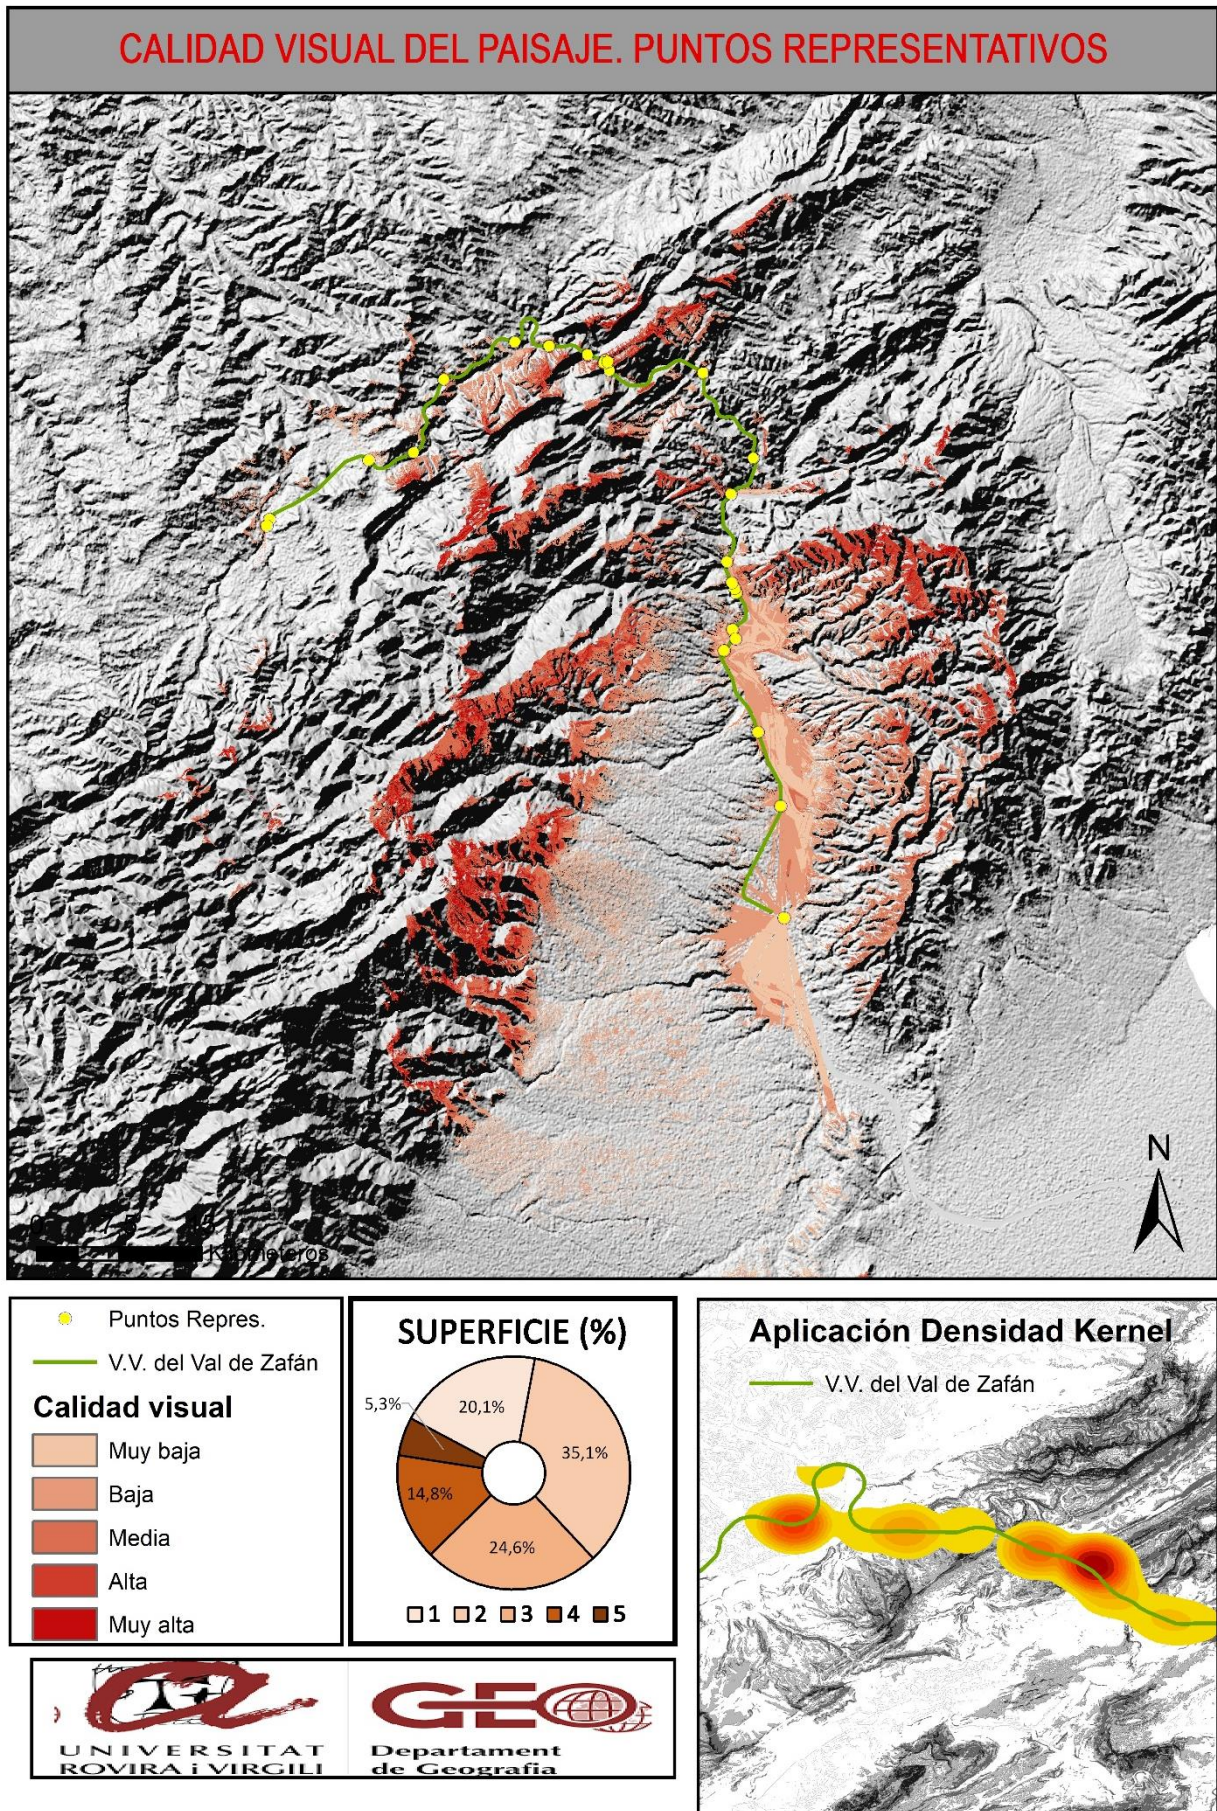 CALIDAD VISUAL DEL PAISAJE. PUNTOS REPRESENTATIVOS
N
Puntos Repres.
V.V. del Val de Zafán
Calidad visual
Muy baja
Baja
Media
Alta
Muy alta
SUPERFICIE (%)
5,3%
20,1%
35,1%
14,8%
24,6%
1 2 3 4 5
Aplicación Densidad Kernel
V.V. del Val de Zafán
UNIVERSITAT
ROVIRA i VIRGILI
GEO
Departament
de Geografia